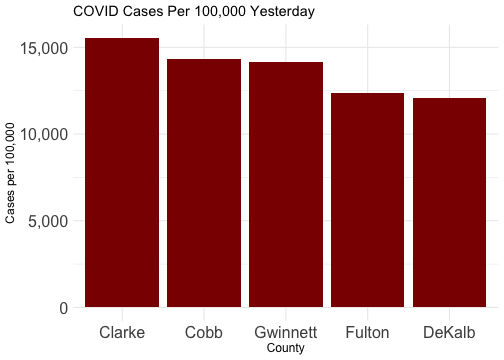 COVID Cases Per 100,000 Yesterday
Cases per 100,000
15,000
10,000
5,000
0
Clarke Cobb Gwinnett Fulton DeKalb
County